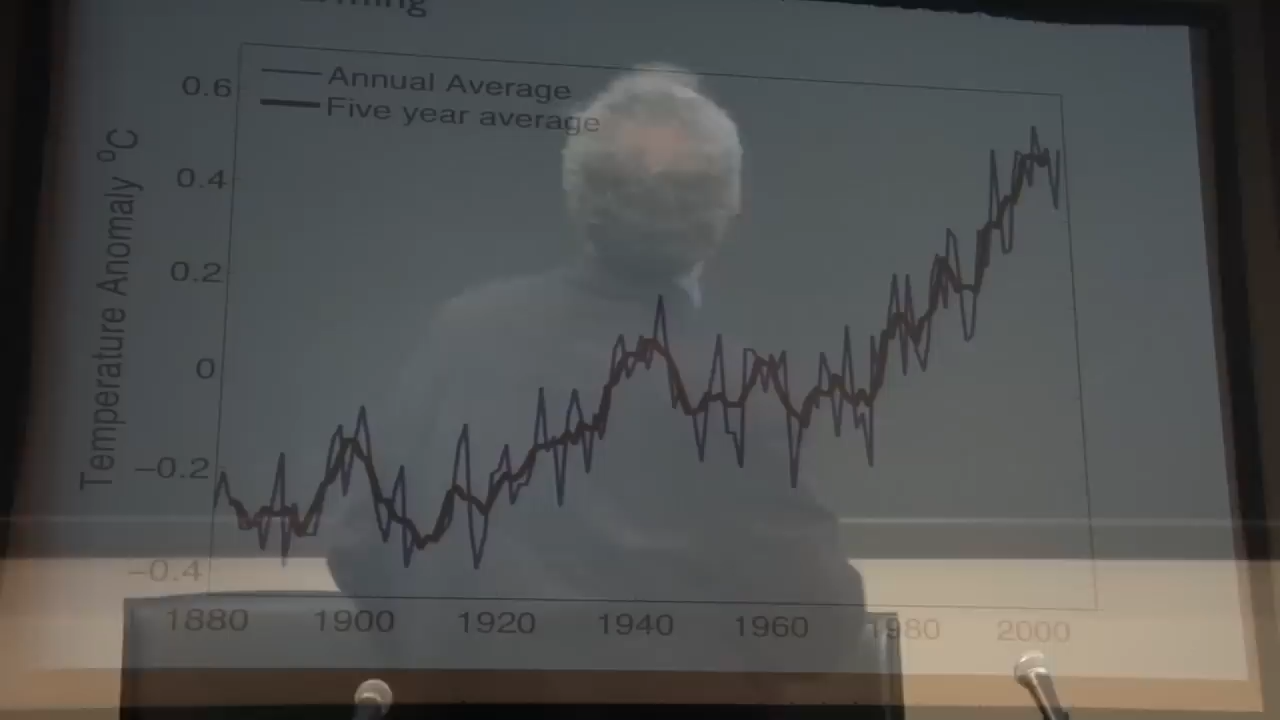 Annual Average
Five year average
Temperature Anomaly °C
0.6
0.4
0.2
0
−0.2
−0.4
1880 1900 1920 1940 1960 1980 2000